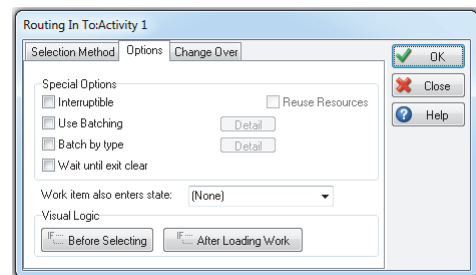 Routing In To:Activity 1
Selection Method Options Change Over
OK
Close
Help
Special Options
Interruptible Reuse Resources
Use Batching Detail
Batch by type Detail
Wait until exit clear
Work item also enters state: (None)
Visual Logic
IF Before Selecting IF After Loading Work